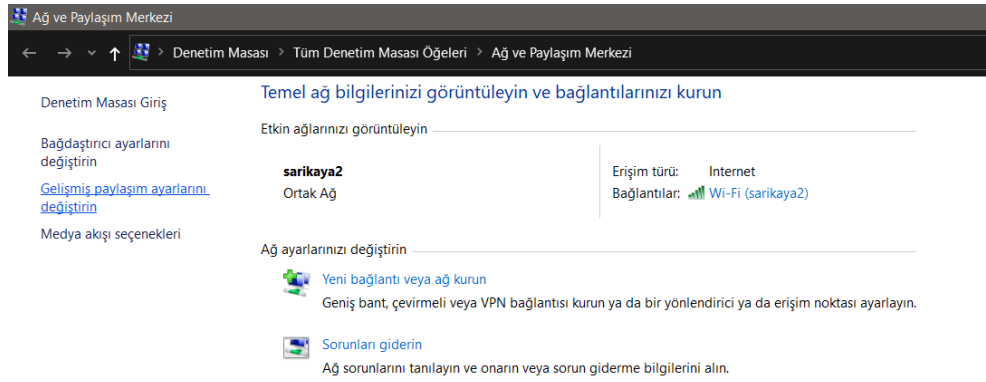 Ağ ve Paylaşım Merkezi
Denetim Masası > Tüm Denetim Masası Öğeleri > Ağ ve Paylaşım Merkezi
Denetim Masası Giriş
Bağdaştırıcı ayarlarını
değiştirin
Gelişmiş paylaşım ayarlarını
değiştirin
Medya akışı seçenekleri
Temel ağ bilgilerinizi görüntüleyin ve bağlantılarınızı kurun
Etkin ağlarınızı görüntüleyin
sarikaya2
Ortak Ağ
Erişim türü: Internet
Bağlantılar: Wi-Fi (sarikaya2)
Ağ ayarlarınızı değiştirin
Yeni bağlantı veya ağ kurun
Geniş bant, çevirmeli veya VPN bağlantısı kurun ya da bir yönlendirici ya da erişim noktası ayarlayın.
Sorunları giderin
Ağ sorunlarını tanılayın ve onarın veya sorun giderme bilgilerini alın.